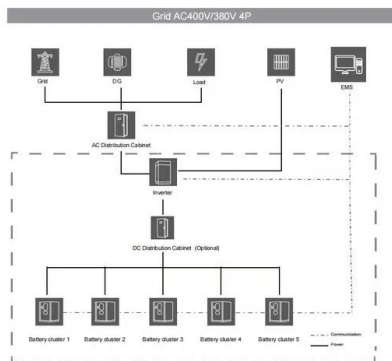 Grid AC400V/380V 4P
Grid
DG
Load
PV
EMS
AC Distribution Cabinet
Inverter
DC Distribution Cabinet (Optional)
Battery cluster 1
Battery cluster 2
Battery cluster 3
Battery cluster 4
Battery cluster 5
Communication
Power